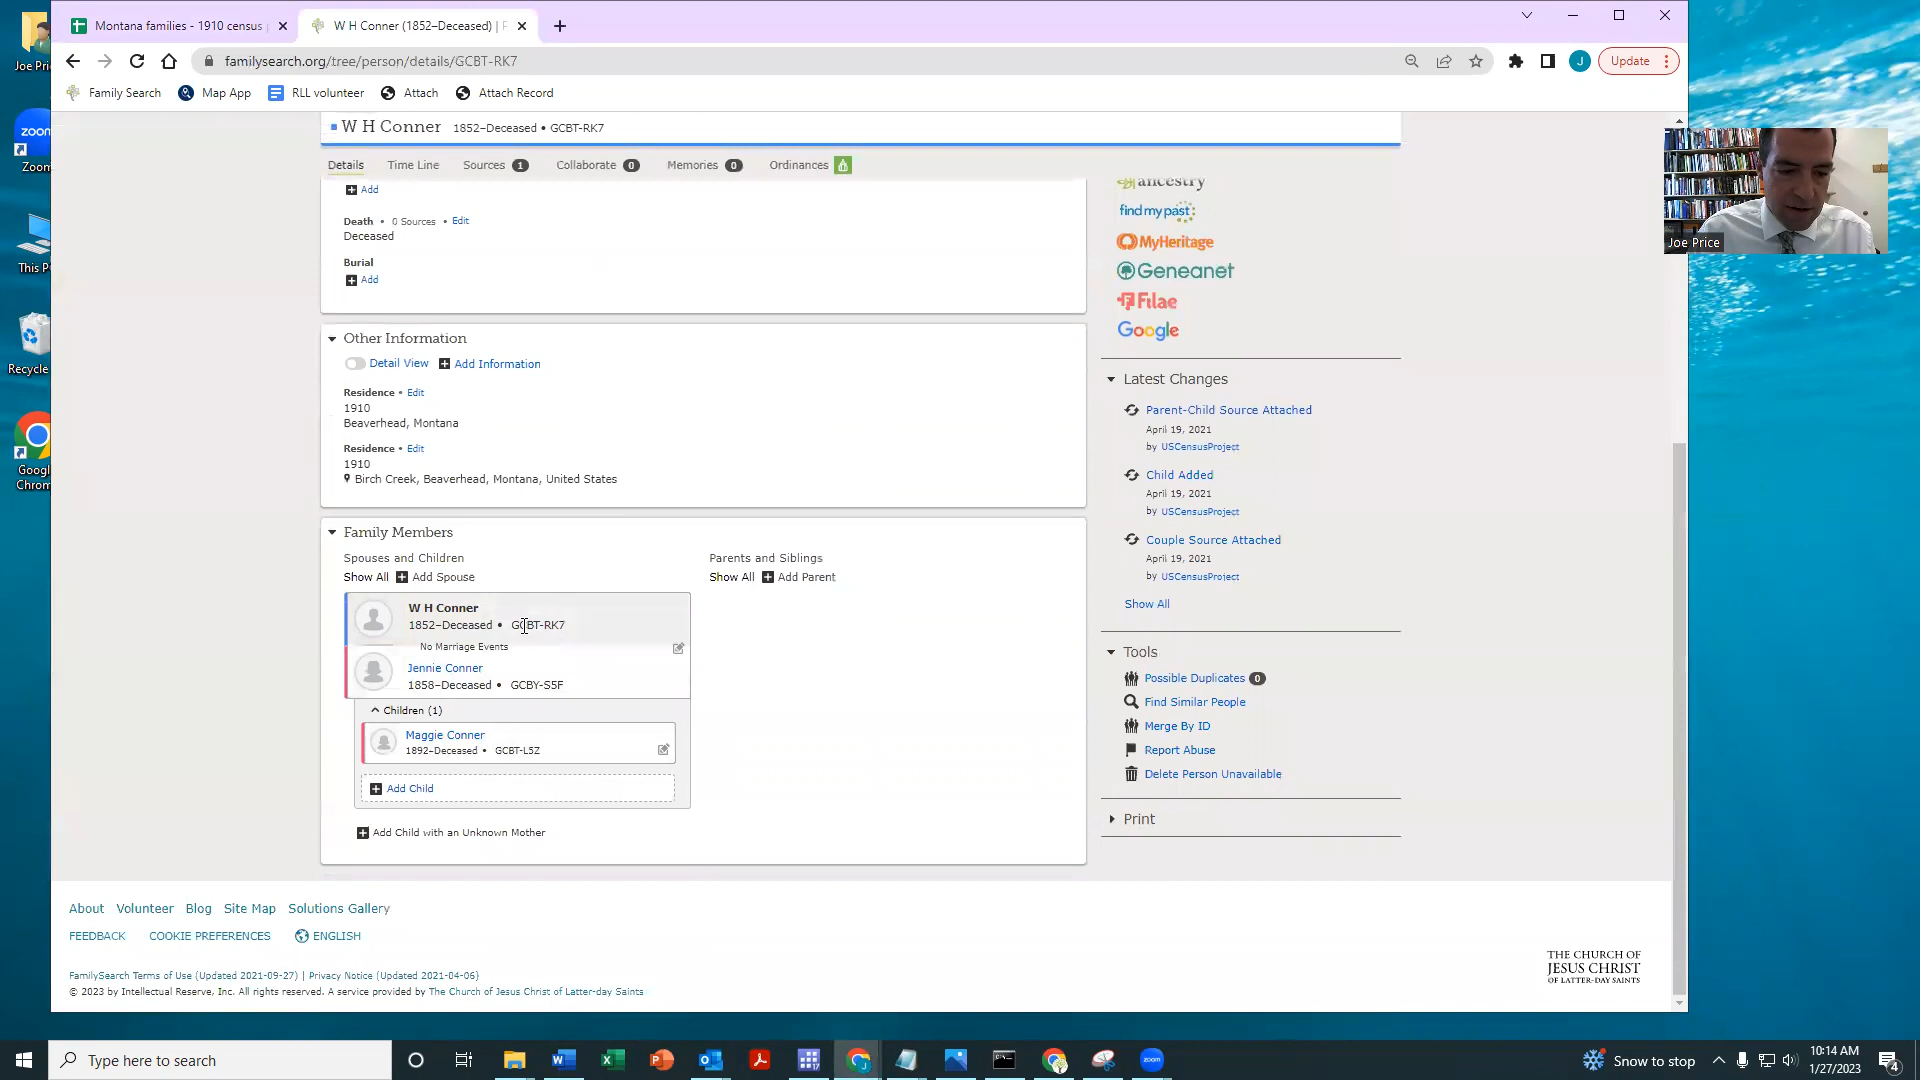 Montana families - 1910 census
W H Conner (1852–Deceased) | F
familysearch.org/tree/person/details/GCBT-RK7
J
Update
Family Search
Map App
RLL volunteer
Attach
Attach Record
W H Conner 1852–Deceased • GCBT-RK7
Details
Time Line
Sources 1
Collaborate 0
Memories 0
Ordinances
Add
Death • 0 Sources • Edit
Deceased
Burial
Add
Other Information
Detail View Add Information
Residence • Edit
1910
Beaverhead, Montana
Residence • Edit
1910
Birch Creek, Beaverhead, Montana, United States
Family Members
Spouses and Children
Show All Add Spouse
W H Conner
1852–Deceased • GCBT-RK7
No Marriage Events
Jennie Conner
1858–Deceased • GCBY-S5F
Children (1)
Maggie Conner
1892–Deceased • GCBT-L5Z
Add Child
Add Child with an Unknown Mother
Parents and Siblings
Show All Add Parent
ancestry
findmypast
MyHeritage
Geneanet
Filae
Google
Latest Changes
Parent-Child Source Attached
April 19, 2021
by USCensusProject
Child Added
April 19, 2021
by USCensusProject
Couple Source Attached
April 19, 2021
by USCensusProject
Show All
Tools
Possible Duplicates 0
Find Similar People
Merge By ID
Report Abuse
Delete Person Unavailable
Print
About Volunteer Blog Site Map Solutions Gallery
FEEDBACK COOKIE PREFERENCES ENGLISH
FamilySearch Terms of Use (Updated 2021-09-27) | Privacy Notice (Updated 2021-04-06)
© 2023 by Intellectual Reserve, Inc. All rights reserved. A service provided by The Church of Jesus Christ of Latter-day Saints
THE CHURCH OF
JESUS CHRIST
OF LATTER-DAY SAINTS
Joe Price
Joe Pri
zoom
Zoom
This P
Recycle
Googl
Chrom
Type here to search
17
zoom
Snow to stop
10:14 AM
1/27/2023
4